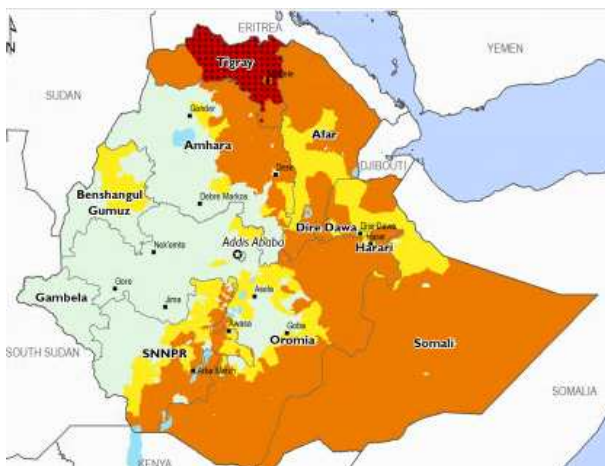 N
ERITREA
YEMEN
Tigray
SUDAN
Gonder
Afar
Amhara
DJIBOUTI
Dese
Benshangul
Gumuz
Debre Markos
Dire Dawa
Dire Dawa
Harar
Harari
Nek'emte
Addis Ababa
Gambela
Gore
Jima
Asela
Awasa
Goba
Oromia
Somali
SOUTH SUDAN
SNNPR
Arba Minch
SOMALIA
KENYA